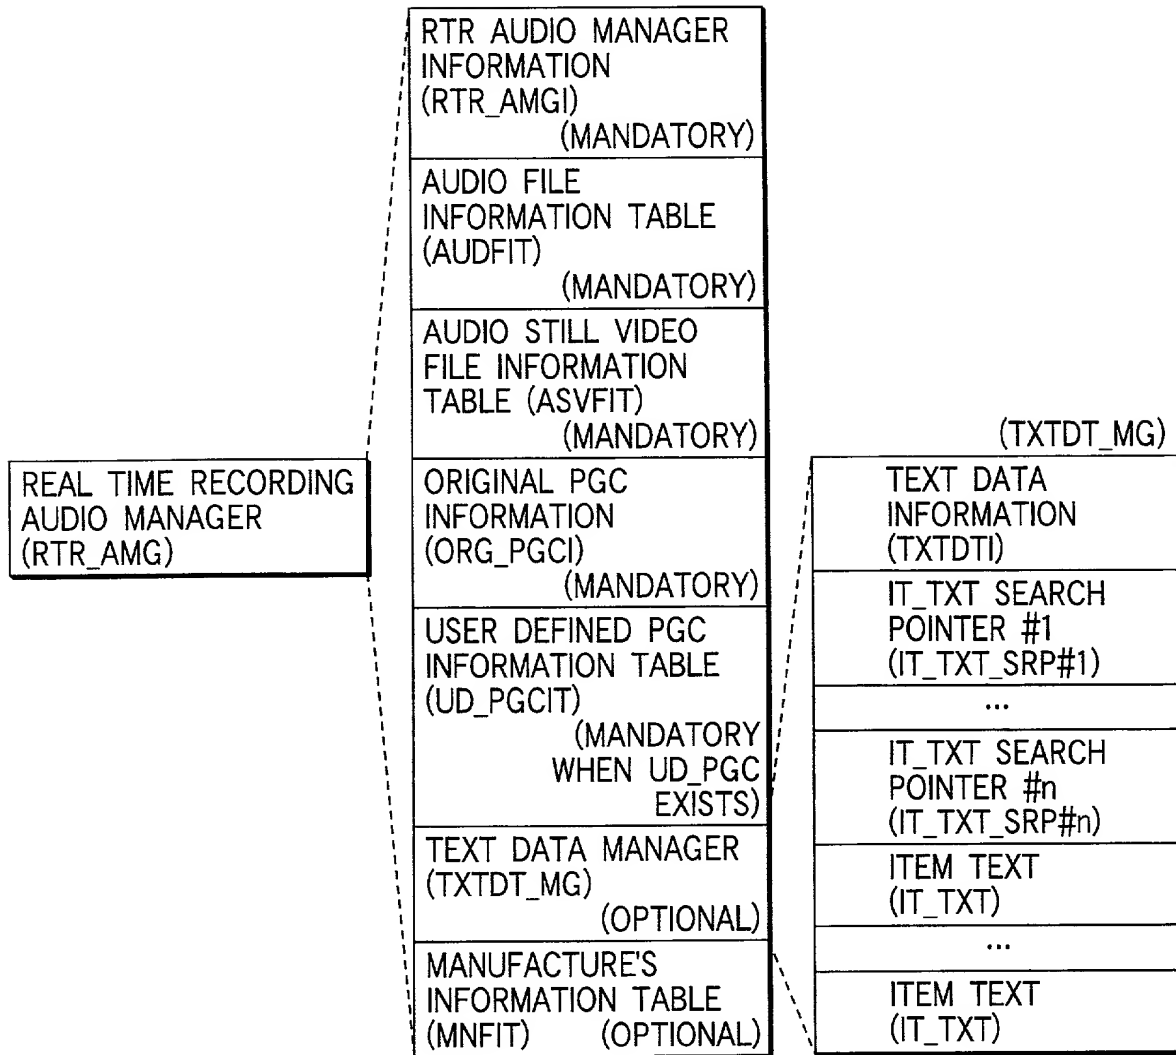 REAL TIME RECORDING
AUDIO MANAGER
(RTR_AMG)
RTR AUDIO MANAGER
INFORMATION
(RTR_AMGI)
(MANDATORY)
AUDIO FILE
INFORMATION TABLE
(AUDFIT)
(MANDATORY)
AUDIO STILL VIDEO
FILE INFORMATION
TABLE (ASVFIT)
(MANDATORY)
ORIGINAL PGC
INFORMATION
(ORG_PGCI)
(MANDATORY)
USER DEFINED PGC
INFORMATION TABLE
(UD_PGCIT)
(MANDATORY
WHEN UD_PGC
EXISTS)
TEXT DATA MANAGER
(TXTDT_MG)
(OPTIONAL)
MANUFACTURE'S
INFORMATION TABLE
(MNFIT) (OPTIONAL)
(TXTDT_MG)
TEXT DATA
INFORMATION
(TXTDTI)
IT_TXT SEARCH
POINTER #1
(IT_TXT_SRP#1)
...
IT_TXT SEARCH
POINTER #n
(IT_TXT_SRP#n)
ITEM TEXT
(IT_TXT)
...
ITEM TEXT
(IT_TXT)